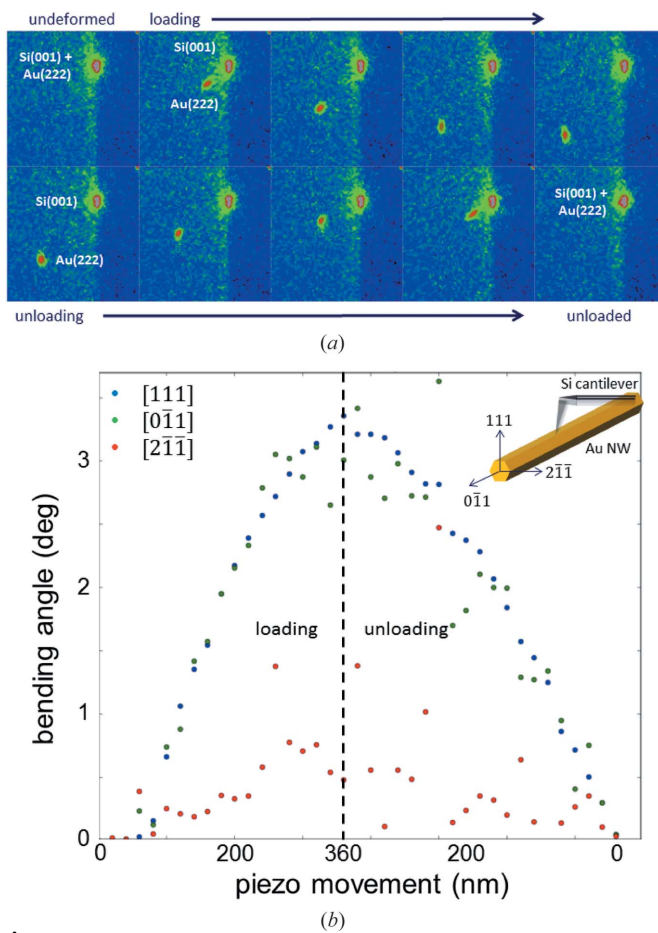 undeformed loading
Si(001) +
Au(222)
Si(001)
Au(222)
Si(001)
Au(222)
Si(001) +
Au(222)
unloading unloaded
(a)
[111]
[01̅1]
[21̅1̅]
Si cantilever
111
Au NW
21̅1̅
01̅1
3
2
1
0
bending angle (deg)
loading unloading
0 200 360 200 0
piezo movement (nm)
(b)